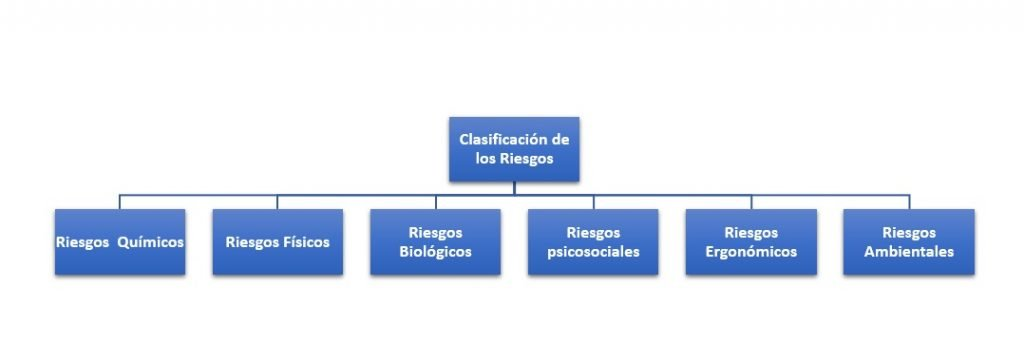 Clasificación de
los Riesgos
Riesgos  Químicos
Riesgos Físicos
Riesgos
Biológicos
Riesgos
psicosociales
Riesgos
Ergonómicos
Riesgos
Ambientales